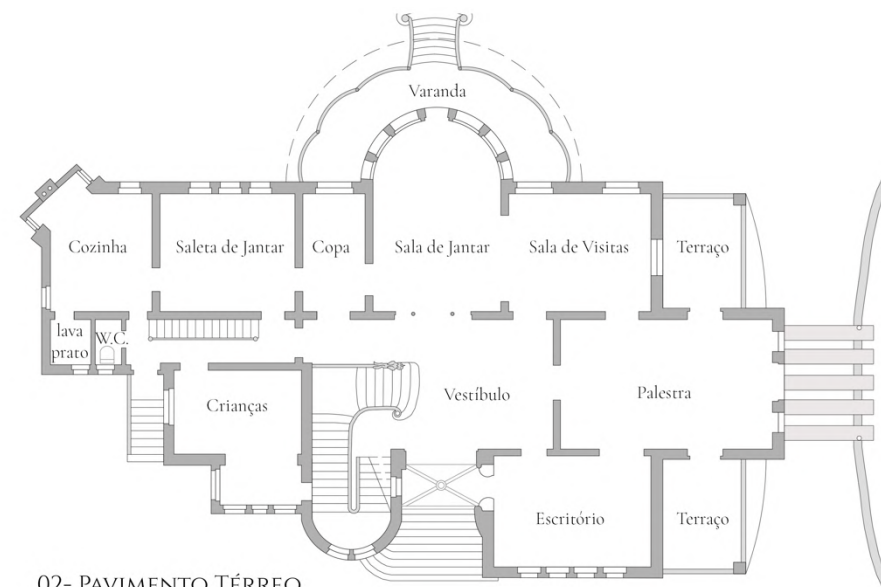 Varanda
Cozinha
Saleta de Jantar
Copa
Sala de Jantar
Sala de Visitas
Terraço
lava
prato
W.C.
Crianças
Vestíbulo
Palestra
Escritório
Terraço
02- PAVIMENTO TÉRREO